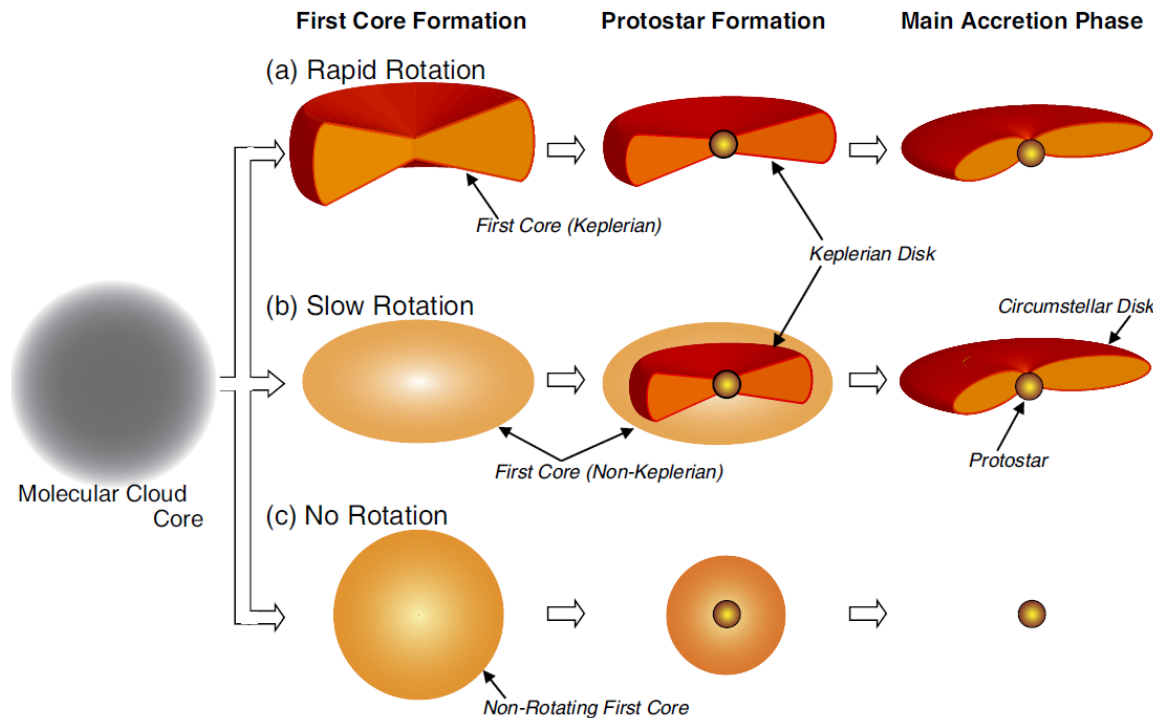 First Core Formation
Protostar Formation
Main Accretion Phase
(a) Rapid Rotation
First Core (Keplerian)
Keplerian Disk
(b) Slow Rotation
Circumstellar Disk
First Core (Non-Keplerian)
Protostar
Molecular Cloud
Core
(c) No Rotation
Non-Rotating First Core